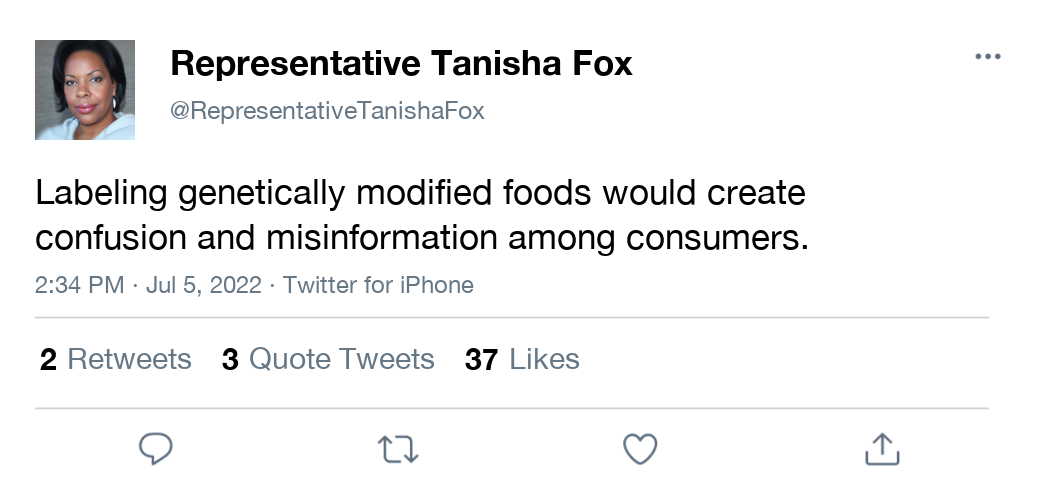 Representative Tanisha Fox
@RepresentativeTanishaFox
Labeling genetically modified foods would create
confusion and misinformation among consumers.
2:34 PM · Jul 5, 2022 · Twitter for iPhone
2 Retweets 3 Quote Tweets 37 Likes